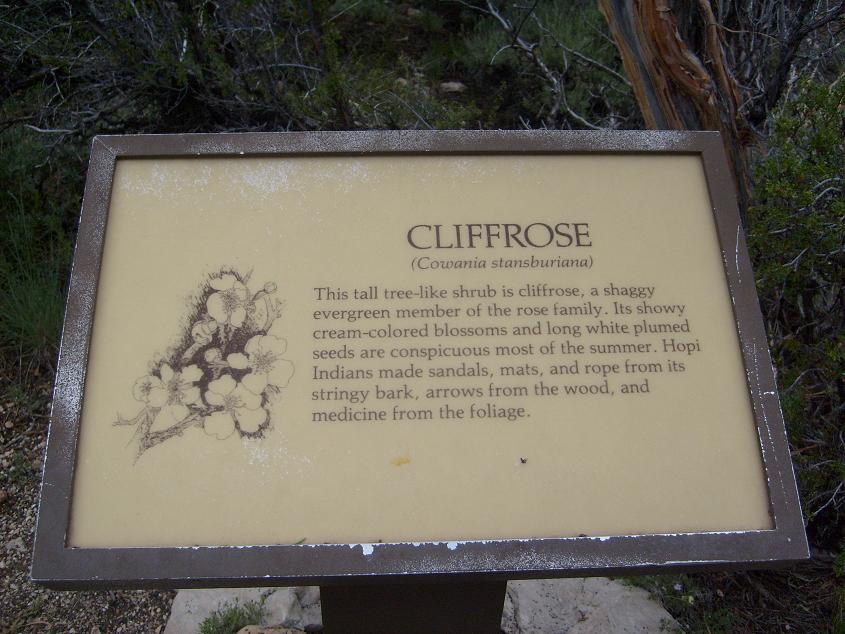 CLIFFROSE
(Cowania stansburiana)
This tall tree-like shrub is cliffrose, a shaggy
evergreen member of the rose family. Its showy
cream-colored blossoms and long white plumed
seeds are conspicuous most of the summer. Hopi
Indians made sandals, mats, and rope from its
stringy bark, arrows from the wood, and
medicine from the foliage.